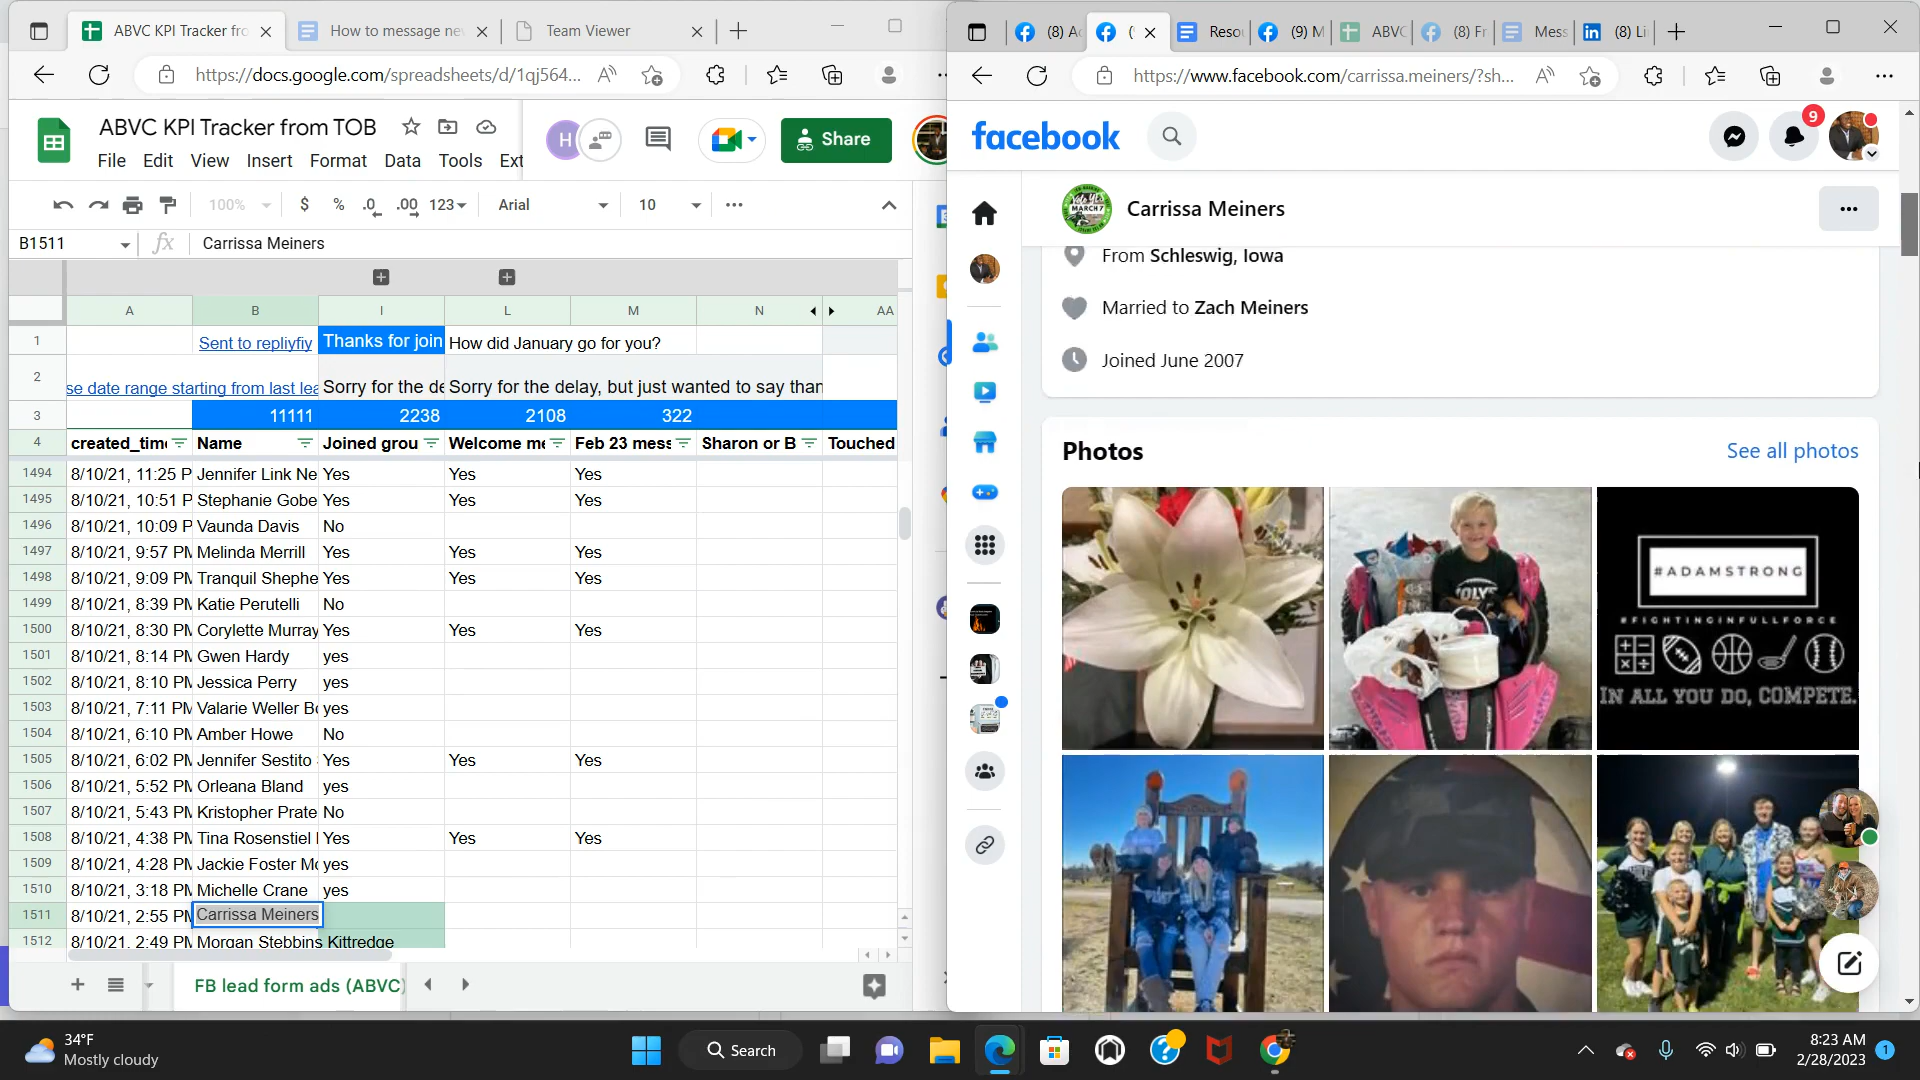 ABVC KPI Tracker fro
How to message nev
Team Viewer
https://docs.google.com/spreadsheets/d/1qj564...
ABVC KPI Tracker from TOB
H
Share
File Edit View Insert Format Data Tools Ext
100% $ % .0 .00 123 Arial 10
B1511 fx Carrissa Meiners
A B I L M N AA
1 Sent to repliyfiy Thanks for join How did January go for you?
2 se date range starting from last lea Sorry for the de Sorry for the delay, but just wanted to say than
3 11111 2238 2108 322
4 created_tim Name Joined grou Welcome me Feb 23 mess Sharon or B Touched
1494 8/10/21, 11:25 P Jennifer Link Ne Yes Yes Yes
1495 8/10/21, 10:51 P Stephanie Gobe Yes Yes Yes
1496 8/10/21, 10:09 P Vaunda Davis No
1497 8/10/21, 9:57 PM Melinda Merrill Yes Yes Yes
1498 8/10/21, 9:09 PM Tranquil Shephe Yes Yes Yes
1499 8/10/21, 8:39 PM Katie Perutelli No
1500 8/10/21, 8:30 PM Corylette Murray Yes Yes Yes
1501 8/10/21, 8:14 PM Gwen Hardy yes
1502 8/10/21, 8:10 PM Jessica Perry yes
1503 8/10/21, 7:11 PM Valarie Weller Bo yes
1504 8/10/21, 6:10 PM Amber Howe No
1505 8/10/21, 6:02 PM Jennifer Sestito Yes Yes Yes
1506 8/10/21, 5:52 PM Orleana Bland yes
1507 8/10/21, 5:43 PM Kristopher Prate No
1508 8/10/21, 4:38 PM Tina Rosenstiel Yes Yes Yes
1509 8/10/21, 4:28 PM Jackie Foster Mc yes
1510 8/10/21, 3:18 PM Michelle Crane yes
1511 8/10/21, 2:55 PM Carrissa Meiners
1512 8/10/21, 2:49 PM Morgan Stebbins Kittredge
FB lead form ads (ABVC)
(8) Ac
(
Resou
(9) M
ABVC
(8) Fr
Mess
(8) Li
https://www.facebook.com/carrissa.meiners/?sh...
facebook
9
MARCH 7
Carrissa Meiners
From Schleswig, Iowa
Married to Zach Meiners
Joined June 2007
Photos
See all photos
#ADAMSTRONG
#FIGHTINGINFULLFORCE
IN ALL YOU DO, COMPETE.
34°F
Mostly cloudy
Search
8:23 AM
2/28/2023
1